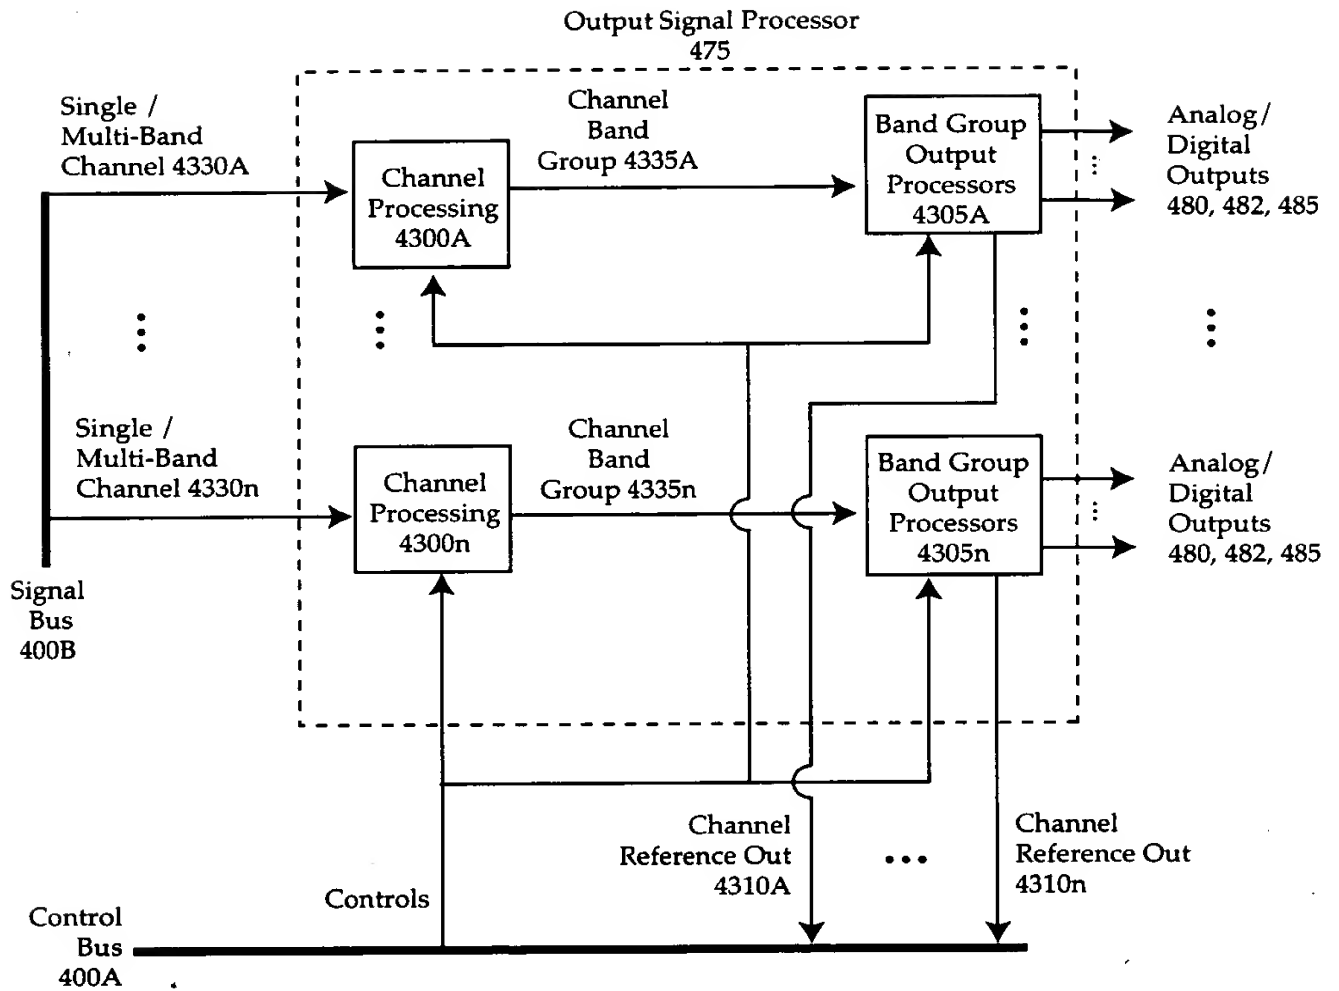 Output Signal Processor
475
Single /
Multi-Band
Channel 4330A
Channel
Processing
4300A
Channel
Band
Group 4335A
Band Group
Output
Processors
4305A
Analog/
Digital
Outputs
480, 482, 485
Single /
Multi-Band
Channel 4330n
Channel
Processing
4300n
Channel
Band
Group 4335n
Band Group
Output
Processors
4305n
Analog/
Digital
Outputs
480, 482, 485
Signal
Bus
400B
Channel
Reference Out
4310A
Channel
Reference Out
4310n
Controls
Control
Bus
400A